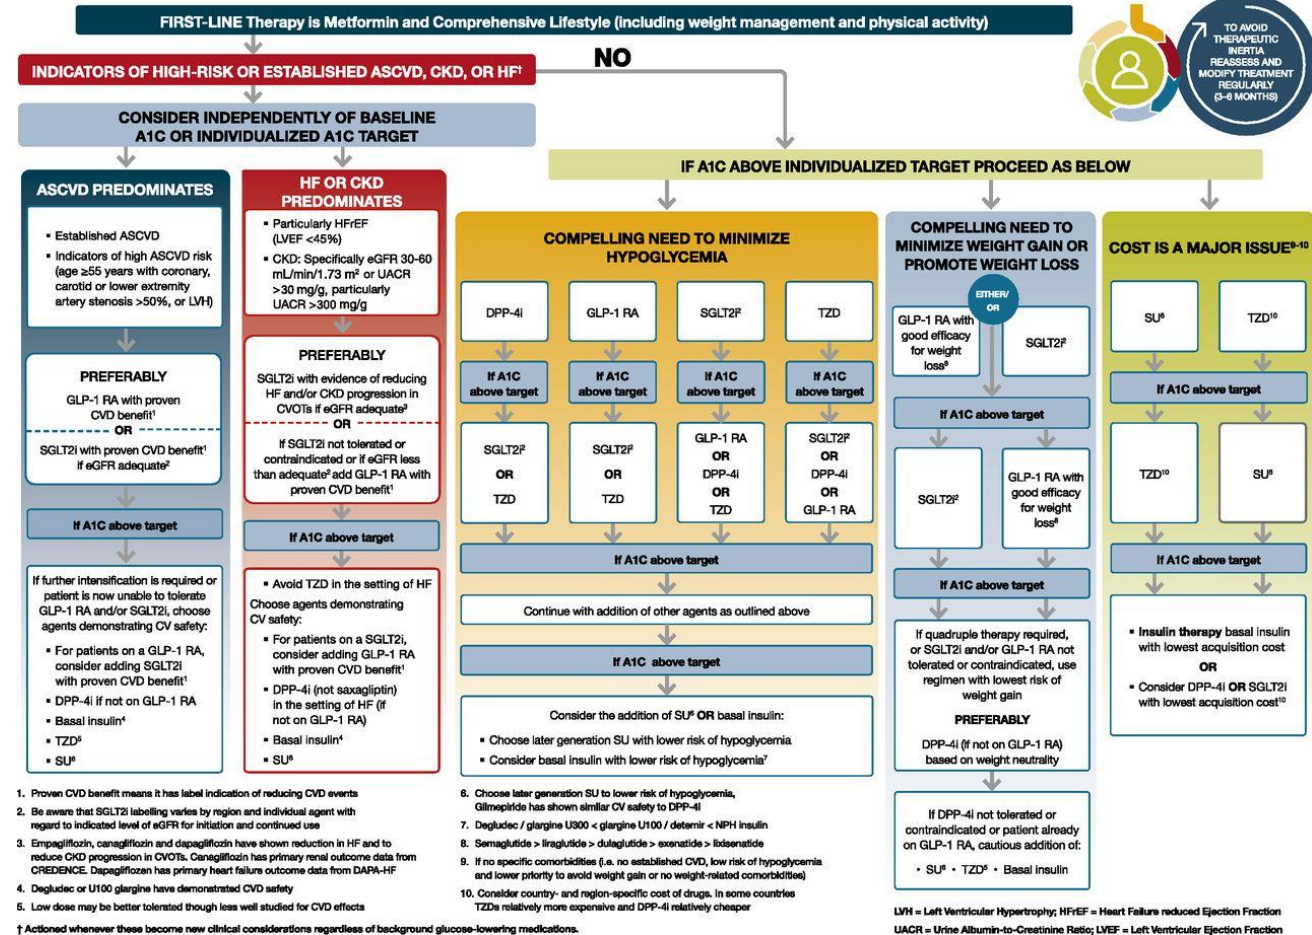 FIRST-LINE Therapy is Metformin and Comprehensive Lifestyle (including weight management and physical activity)
TO AVOID
THERAPEUTIC
INERTIA
REASSESS AND
MODIFY TREATMENT
REGULARLY
(3–6 MONTHS)
INDICATORS OF HIGH-RISK OR ESTABLISHED ASCVD, CKD, OR HF†
NO
CONSIDER INDEPENDENTLY OF BASELINE
A1C OR INDIVIDUALIZED A1C TARGET
IF A1C ABOVE INDIVIDUALIZED TARGET PROCEED AS BELOW
ASCVD PREDOMINATES
▪ Established ASCVD
▪ Indicators of high ASCVD risk
(age ≥55 years with coronary,
carotid or lower extremity
artery stenosis >50%, or LVH)
PREFERABLY
GLP-1 RA with proven
CVD benefit¹
OR
SGLT2i with proven CVD benefit¹
if eGFR adequate²
If A1C above target
If further intensification is required or
patient is now unable to tolerate
GLP-1 RA and/or SGLT2i, choose
agents demonstrating CV safety:
▪ For patients on a GLP-1 RA,
consider adding SGLT2i
with proven CVD benefit¹
▪ DPP-4i if not on GLP-1 RA
▪ Basal insulin⁴
▪ TZD⁵
▪ SU⁶
HF OR CKD
PREDOMINATES
▪ Particularly HFrEF
(LVEF <45%)
▪ CKD: Specifically eGFR 30-60
mL/min/1.73 m² or UACR
>30 mg/g, particularly
UACR >300 mg/g
PREFERABLY
SGLT2i with evidence of reducing
HF and/or CKD progression in
CVOTs if eGFR adequate³
OR
If SGLT2i not tolerated or
contraindicated or if eGFR less
than adequate² add GLP-1 RA with
proven CVD benefit¹
If A1C above target
▪ Avoid TZD in the setting of HF
Choose agents demonstrating
CV safety:
▪ For patients on a SGLT2i,
consider adding GLP-1 RA
with proven CVD benefit¹
▪ DPP-4i (not saxagliptin)
in the setting of HF (if
not on GLP-1 RA)
▪ Basal insulin⁴
▪ SU⁶
COMPELLING NEED TO MINIMIZE
HYPOGLYCEMIA
DPP-4i
GLP-1 RA
SGLT2i²
TZD
If A1C
above target
If A1C
above target
If A1C
above target
If A1C
above target
SGLT2i²
OR
TZD
SGLT2i²
OR
TZD
GLP-1 RA
OR
DPP-4i
OR
TZD
SGLT2i²
OR
DPP-4i
OR
GLP-1 RA
If A1C above target
Continue with addition of other agents as outlined above
If A1C above target
Consider the addition of SU⁶ OR basal insulin:
▪ Choose later generation SU with lower risk of hypoglycemia
▪ Consider basal insulin with lower risk of hypoglycemia⁷
COMPELLING NEED TO
MINIMIZE WEIGHT GAIN OR
PROMOTE WEIGHT LOSS
EITHER/
OR
GLP-1 RA with
good efficacy
for weight
loss⁸
SGLT2i²
If A1C above target
SGLT2i²
GLP-1 RA with
good efficacy
for weight
loss⁸
If A1C above target
If quadruple therapy required,
or SGLT2i and/or GLP-1 RA not
tolerated or contraindicated, use
regimen with lowest risk of
weight gain
PREFERABLY
DPP-4i (if not on GLP-1 RA)
based on weight neutrality
If DPP-4i not tolerated or
contraindicated or patient already
on GLP-1 RA, cautious addition of:
• SU⁶ • TZD⁵ • Basal insulin
COST IS A MAJOR ISSUE⁹⁻¹⁰
SU⁶
TZD¹⁰
If A1C above target
TZD¹⁰
SU⁶
If A1C above target
▪ Insulin therapy basal insulin
with lowest acquisition cost
OR
▪ Consider DPP-4i OR SGLT2i
with lowest acquisition cost¹⁰
1. Proven CVD benefit means it has label indication of reducing CVD events
2. Be aware that SGLT2i labelling varies by region and individual agent with
regard to indicated level of eGFR for initiation and continued use
3. Empagliflozin, canagliflozin and dapagliflozin have shown reduction in HF and to
reduce CKD progression in CVOTs. Canagliflozin has primary renal outcome data from
CREDENCE. Dapagliflozen has primary heart failure outcome data from DAPA-HF
4. Degludec or U100 glargine have demonstrated CVD safety
5. Low dose may be better tolerated though less well studied for CVD effects
6. Choose later generation SU to lower risk of hypoglycemia,
Glimepiride has shown similar CV safety to DPP-4i
7. Degludec / glargine U300 < glargine U100 / detemir < NPH insulin
8. Semaglutide > liraglutide > dulaglutide > exenatide > lixisenatide
9. If no specific comorbidities (i.e. no established CVD, low risk of hypoglycemia
and lower priority to avoid weight gain or no weight-related comorbidities)
10. Consider country- and region-specific cost of drugs. In some countries
TZDs relatively more expensive and DPP-4i relatively cheaper
† Actioned whenever these become new clinical considerations regardless of background glucose-lowering medications.
LVH = Left Ventricular Hypertrophy; HFrEF = Heart Failure reduced Ejection Fraction
UACR = Urine Albumin-to-Creatinine Ratio; LVEF = Left Ventricular Ejection Fraction